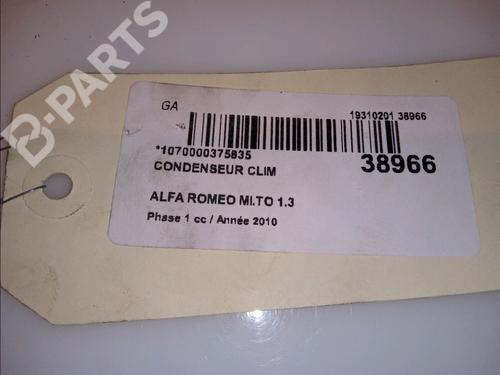 B-PARTS
GA
19310201 38966
*1070000375835
38966
CONDENSEUR CLIM
ALFA ROMEO MI.TO 1.3
Phase 1 cc / Année 2010